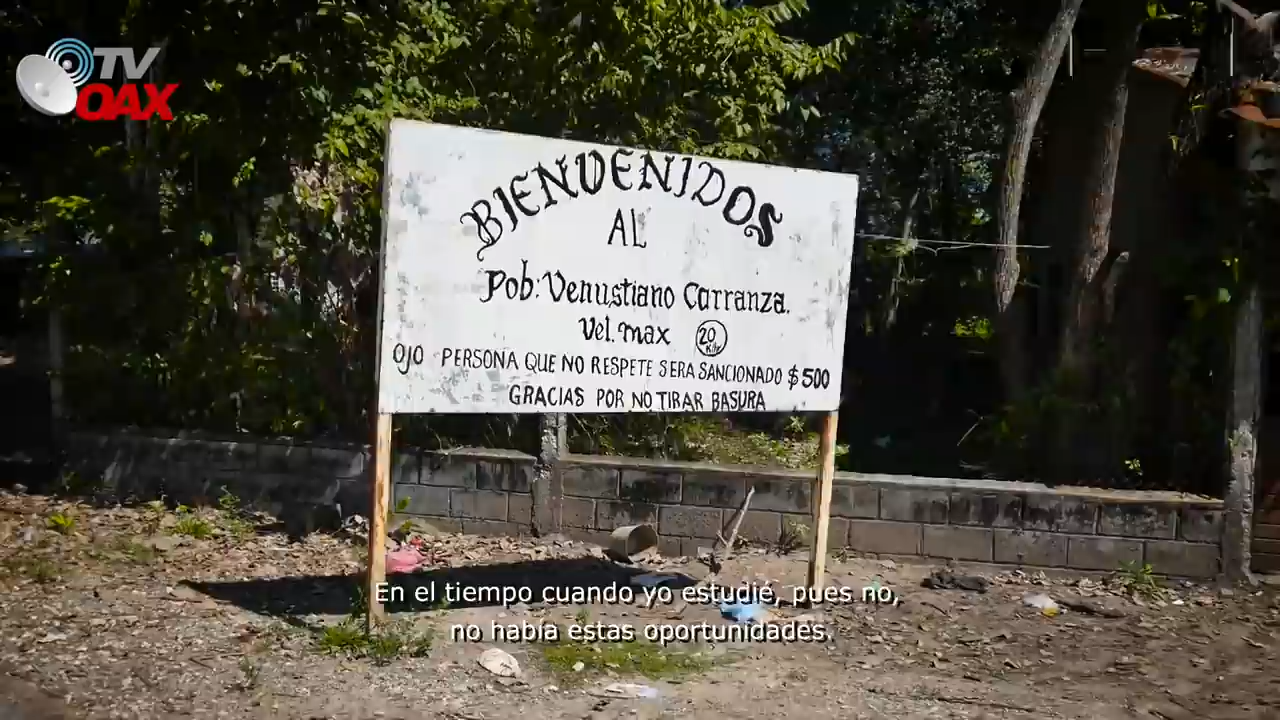 TV
OAX
BIENVENIDOS
AL
Pob: Venustiano Carranza.
Vel. max 20 Km
OJO PERSONA QUE NO RESPETE SERA SANCIONADO $500
GRACIAS POR NO TIRAR BASURA
En el tiempo cuando yo estudié, pues no,
no había estas oportunidades.